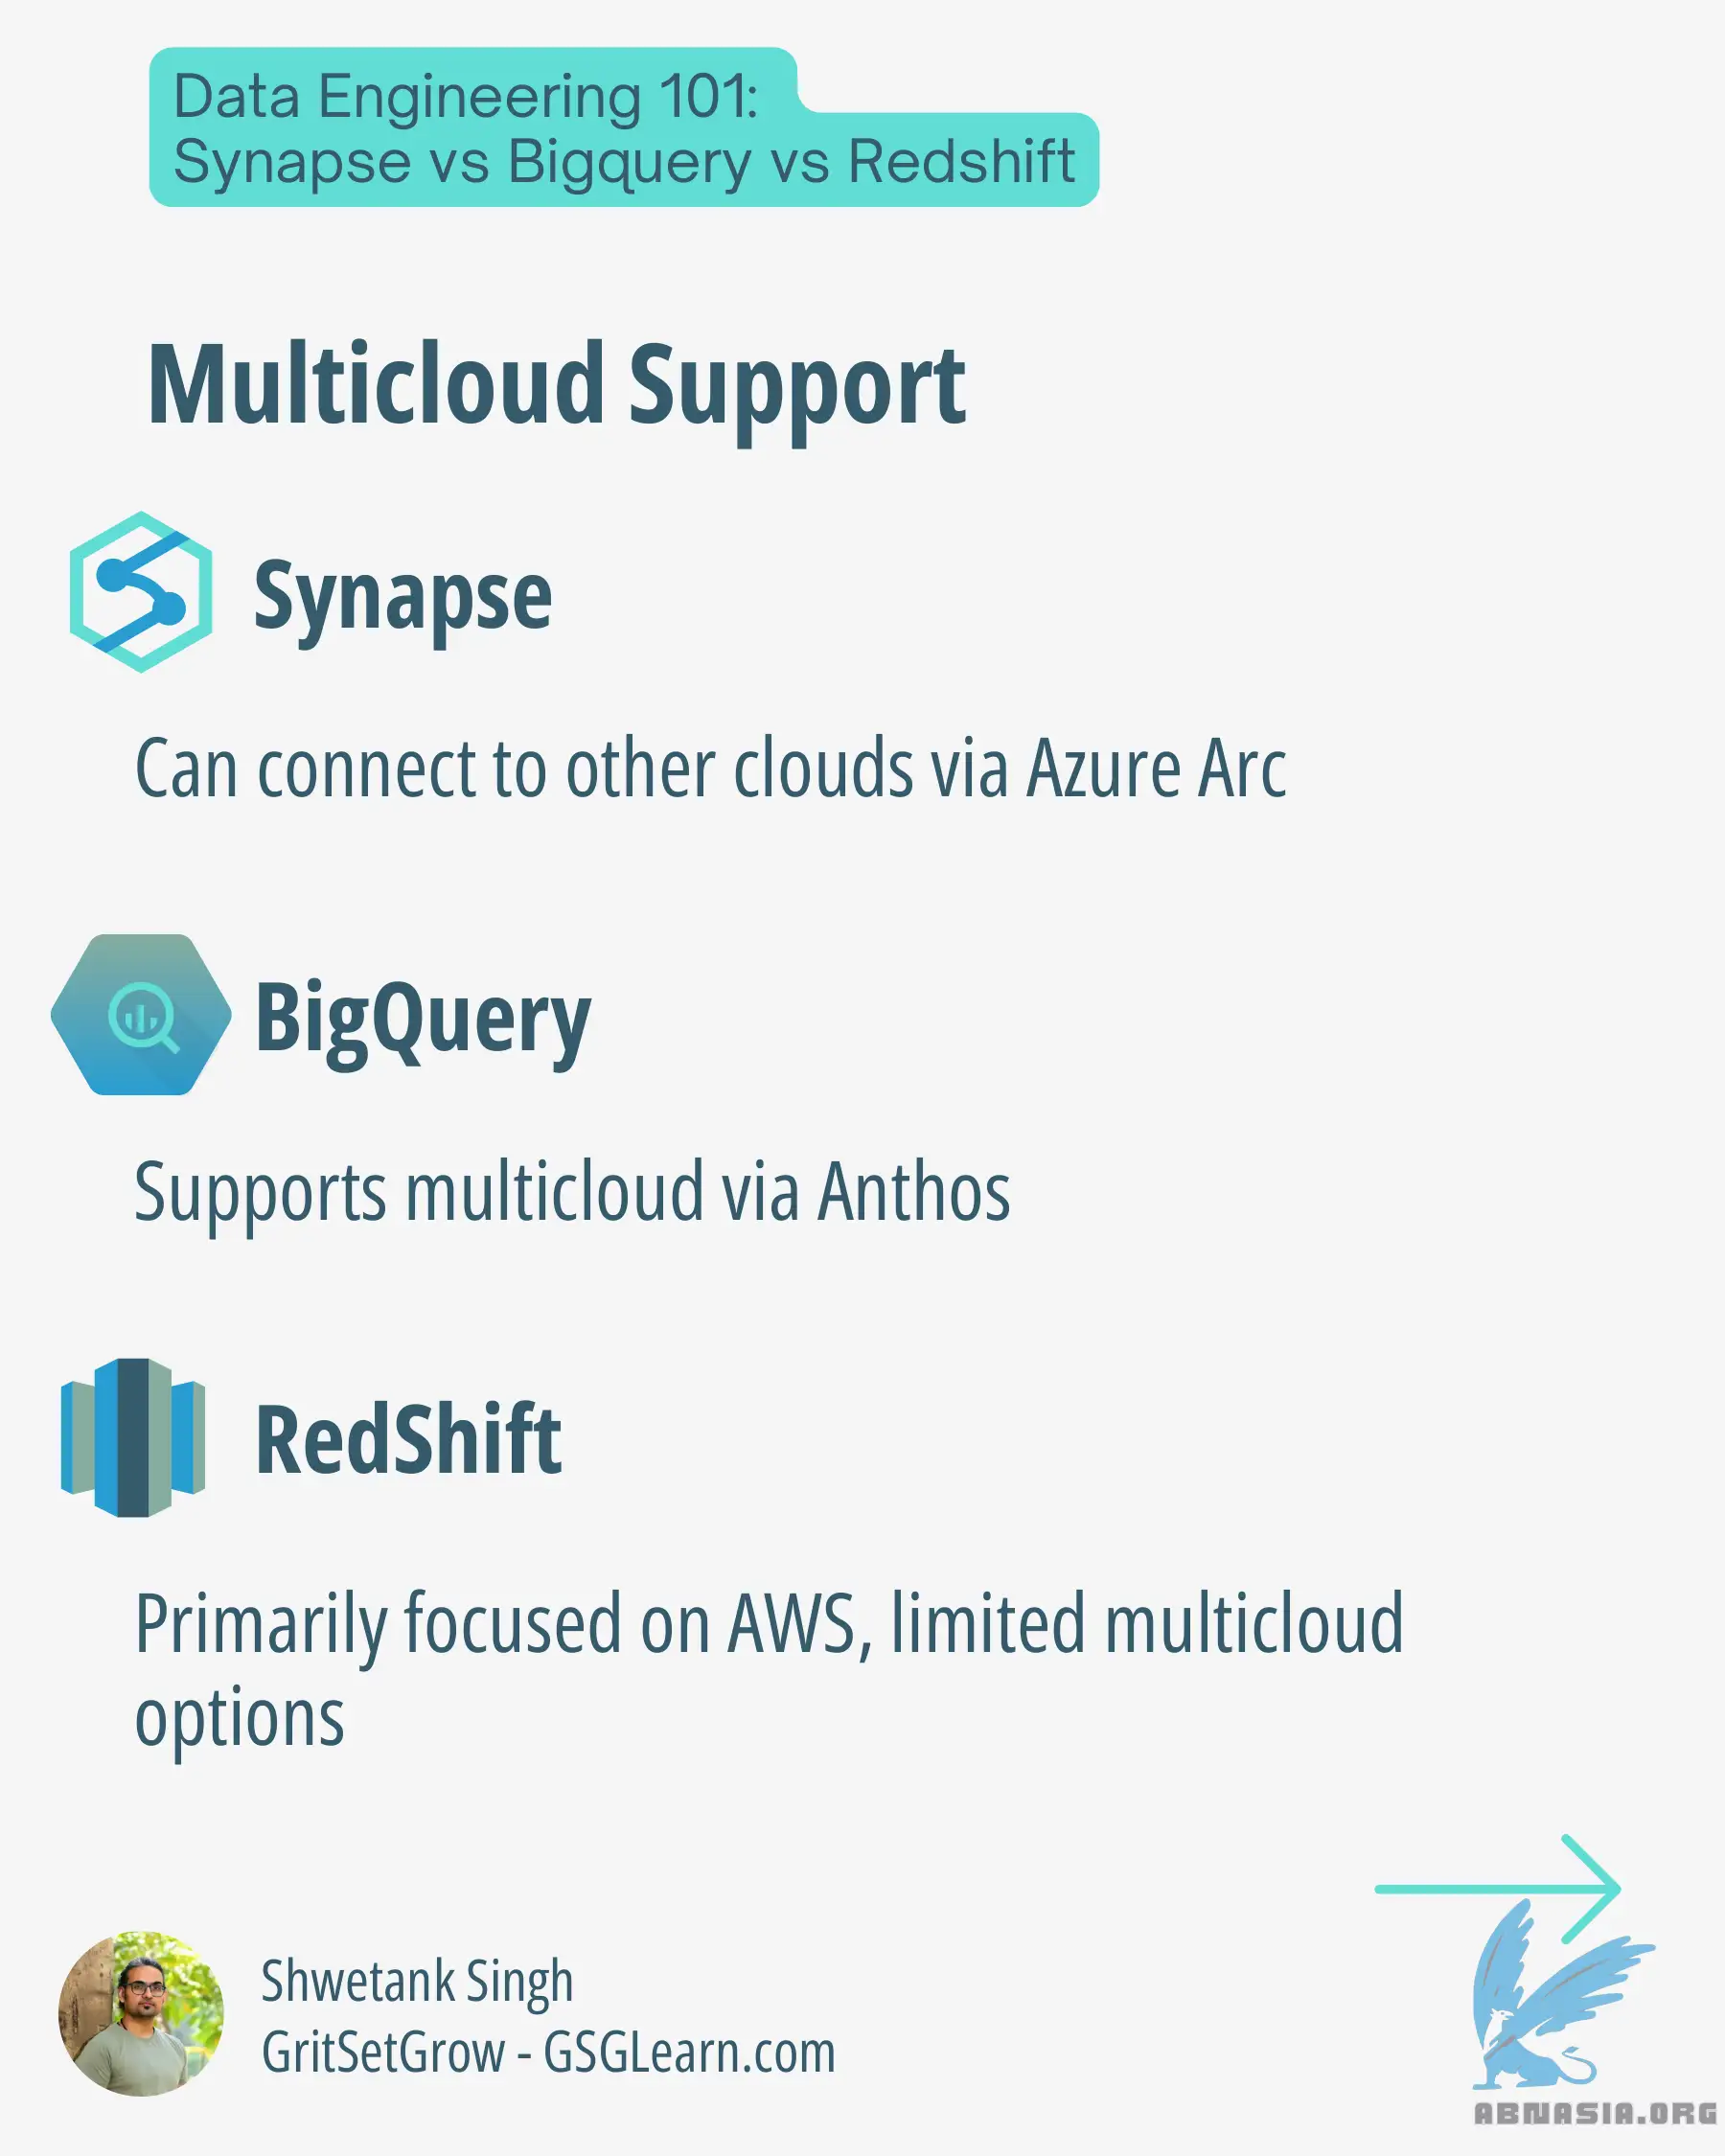 Data Engineering 101:
Synapse vs Bigquery vs Redshift
Multicloud Support
Synapse
Can connect to other clouds via Azure Arc
BigQuery
Supports multicloud via Anthos
RedShift
Primarily focused on AWS, limited multicloud
options
Shwetank Singh
GritSetGrow - GSGLearn.com
ABNASIA.ORG